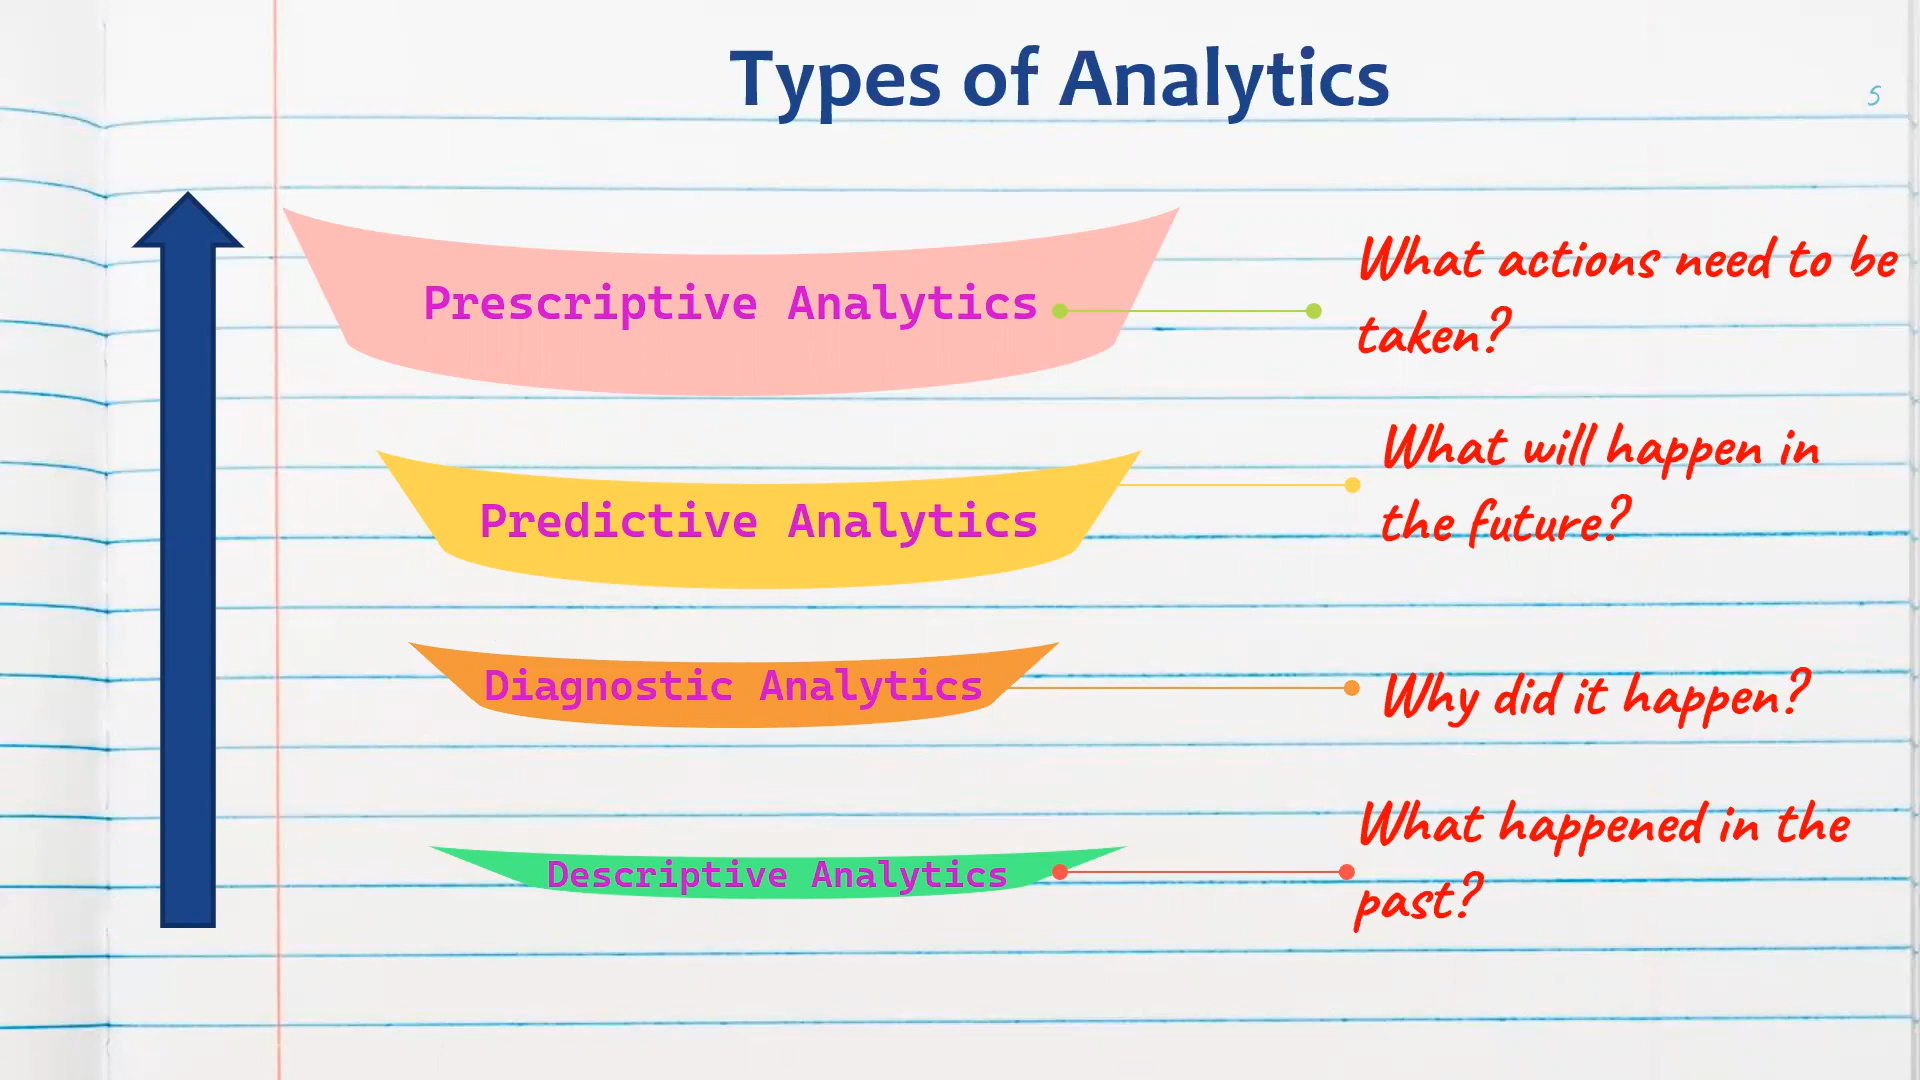 Types of Analytics
5
Prescriptive Analytics
What actions need to be
taken?
Predictive Analytics
What will happen in
the future?
Diagnostic Analytics
Why did it happen?
Descriptive Analytics
What happened in the
past?